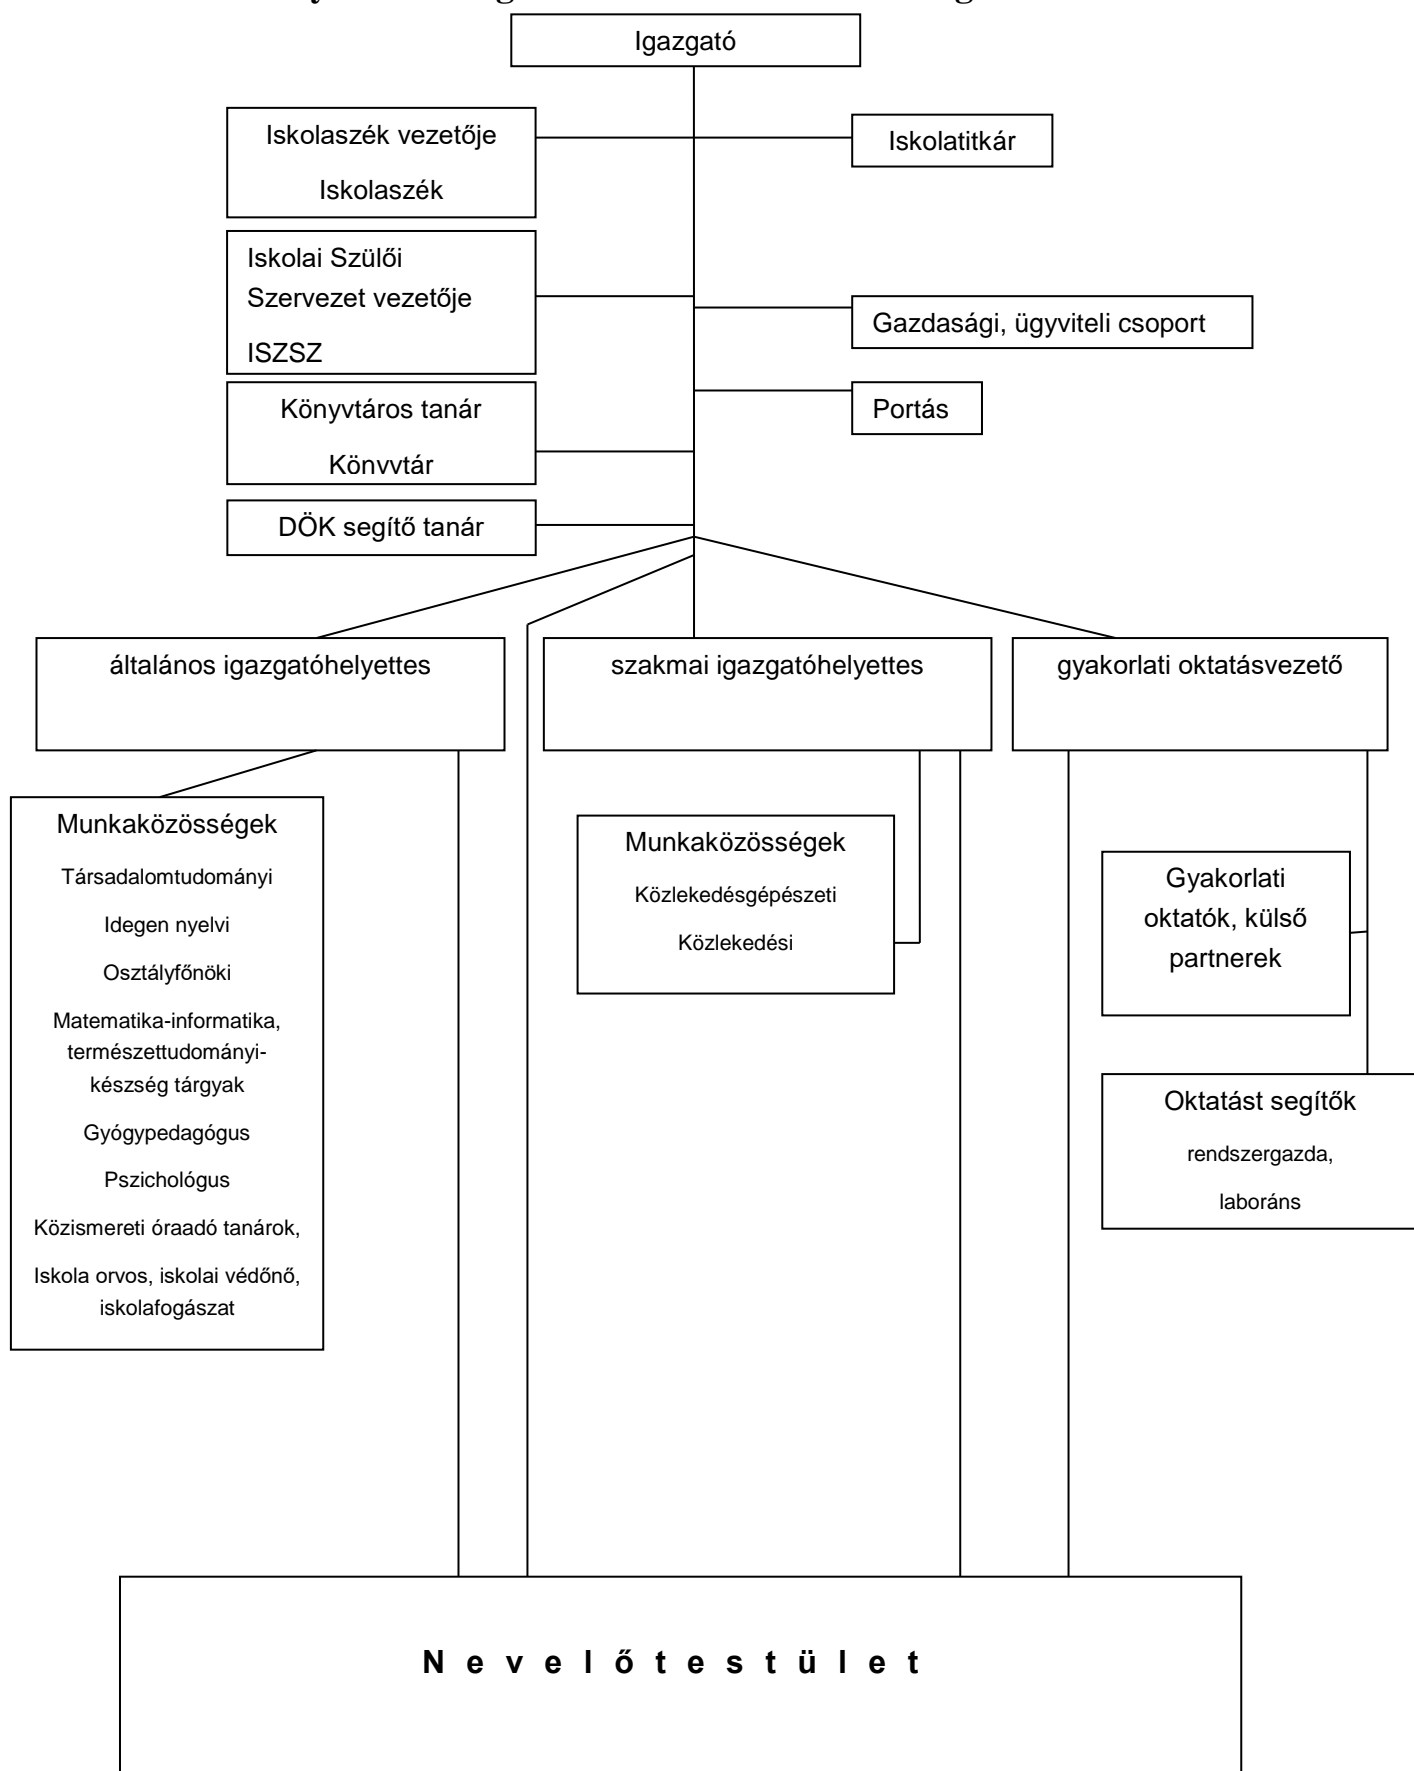 Igazgató
Iskolaszék vezetője
Iskolaszék
Iskolatitkár
Iskolai Szülői
Szervezet vezetője
ISZSZ
Gazdasági, ügyviteli csoport
Könyvtáros tanár
Könyvtár
Portás
DÖK segítő tanár
általános igazgatóhelyettes
szakmai igazgatóhelyettes
gyakorlati oktatásvezető
Munkaközösségek
Társadalomtudományi
Idegen nyelvi
Osztályfőnöki
Matematika-informatika,
természettudományi-
készség tárgyak
Gyógypedagógus
Pszichológus
Közismereti óraadó tanárok,
Iskola orvos, iskolai védőnő,
iskolafogászat
Munkaközösségek
Közlekedésgépészeti
Közlekedési
Gyakorlati
oktatók, külső
partnerek
Oktatást segítők
rendszergazda,
laboráns
N e v e l ő t e s t ü l e t